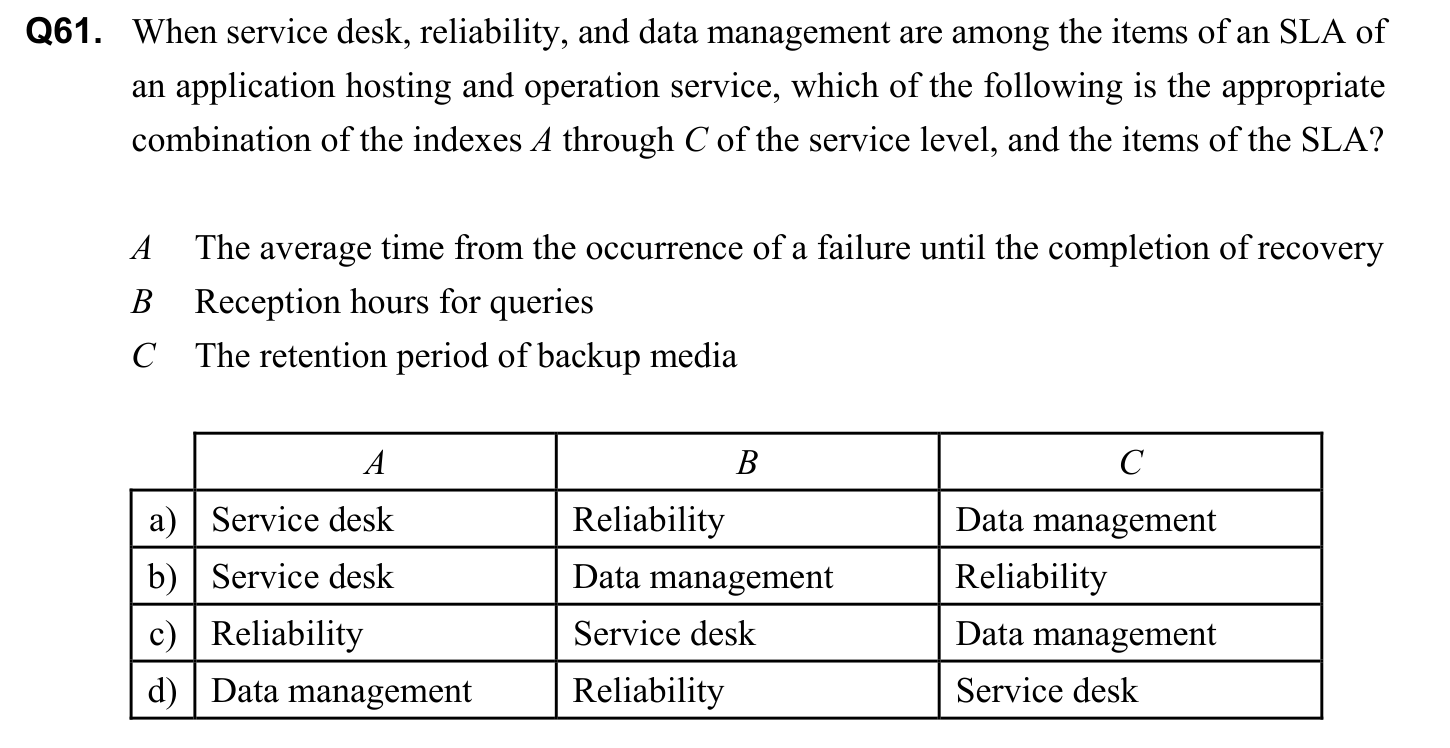 Q61. When service desk, reliability, and data management are among the items of an SLA of
an application hosting and operation service, which of the following is the appropriate
combination of the indexes A through C of the service level, and the items of the SLA?
A The average time from the occurrence of a failure until the completion of recovery
B Reception hours for queries
C The retention period of backup media
A B C
a) Service desk Reliability Data management
b) Service desk Data management Reliability
c) Reliability Service desk Data management
d) Data management Reliability Service desk